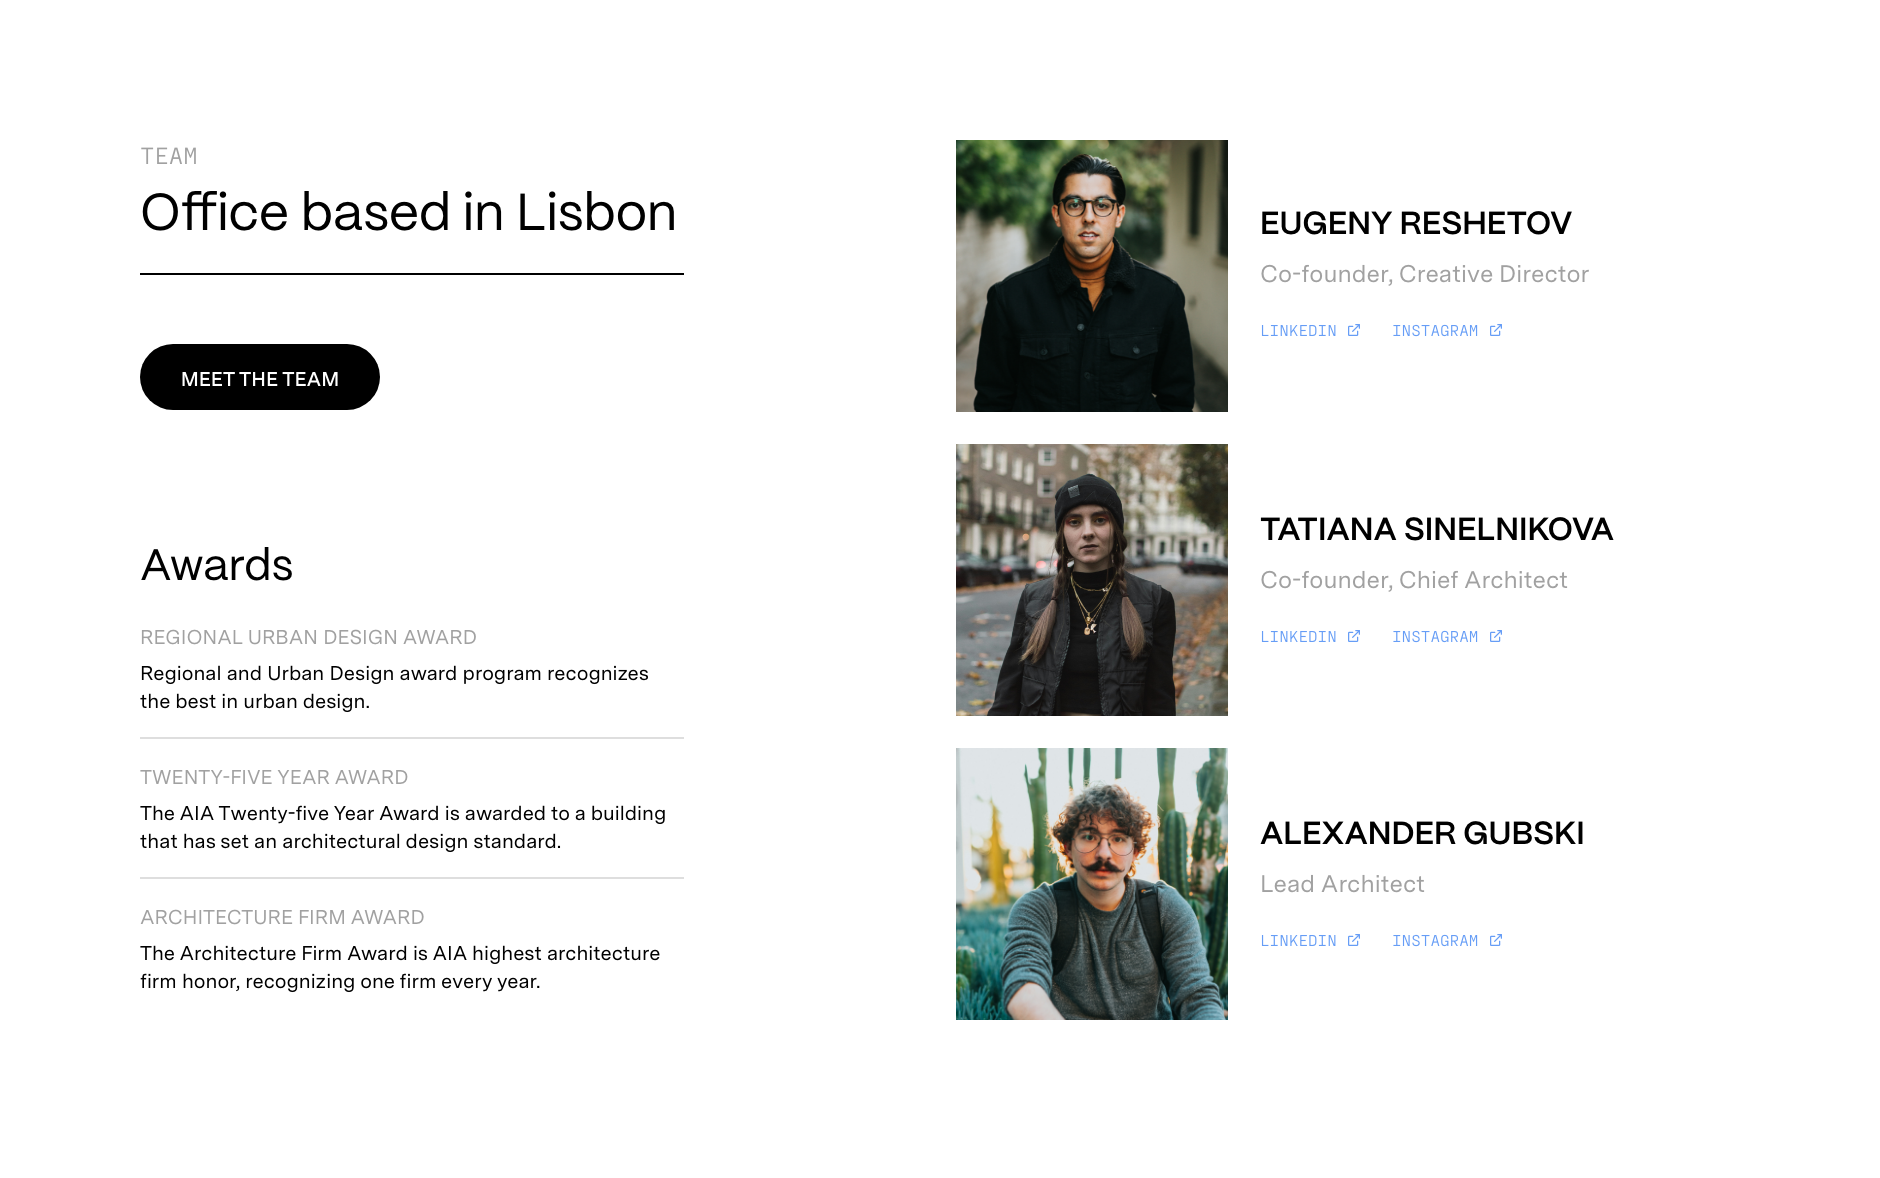 TEAM
Office based in Lisbon
MEET THE TEAM
Awards
REGIONAL URBAN DESIGN AWARD
Regional and Urban Design award program recognizes
the best in urban design.
TWENTY-FIVE YEAR AWARD
The AIA Twenty-five Year Award is awarded to a building
that has set an architectural design standard.
ARCHITECTURE FIRM AWARD
The Architecture Firm Award is AIA highest architecture
firm honor, recognizing one firm every year.
EUGENY RESHETOV
Co-founder, Creative Director
LINKEDIN INSTAGRAM
TATIANA SINELNIKOVA
Co-founder, Chief Architect
LINKEDIN INSTAGRAM
ALEXANDER GUBSKI
Lead Architect
LINKEDIN INSTAGRAM